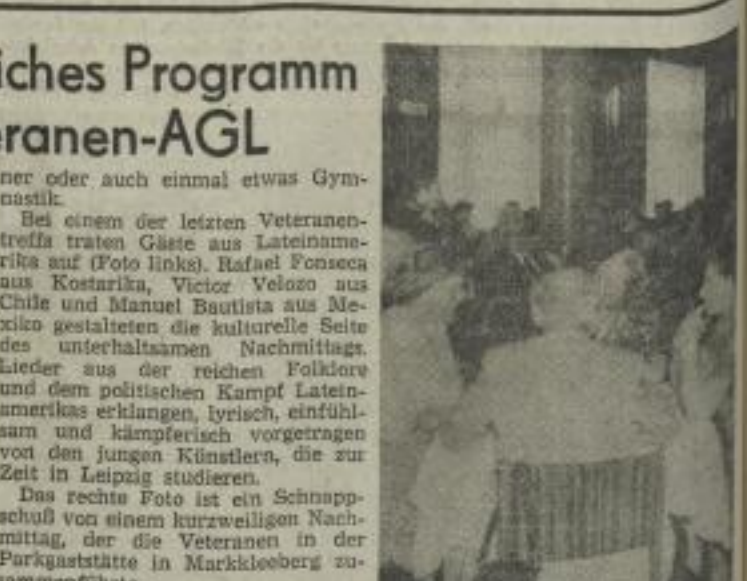 iches Programm
eranen-AGL
ner oder auch einmal etwas Gym-
nastik.
Bei einem der letzten Veteranen-
treffs traten Gäste aus Lateiname-
rika auf (Foto links). Rafael Fonseca
aus Kostarika, Victor Velozo aus
Chile und Manuel Bautista aus Me-
xiko gestalteten die kulturelle Seite
des unterhaltsamen Nachmittags.
Lieder aus der reichen Folklore
und dem politischen Kampf Latein-
amerikas erklangen, lyrisch, einfühl-
sam und kämpferisch vorgetragen
von den jungen Künstlern, die zur
Zeit in Leipzig studieren.
Das rechte Foto ist ein Schnapp-
schuß von einem kurzweiligen Nach-
mittag, der die Veteranen in der
Parkgaststätte in Markkleeberg zu-